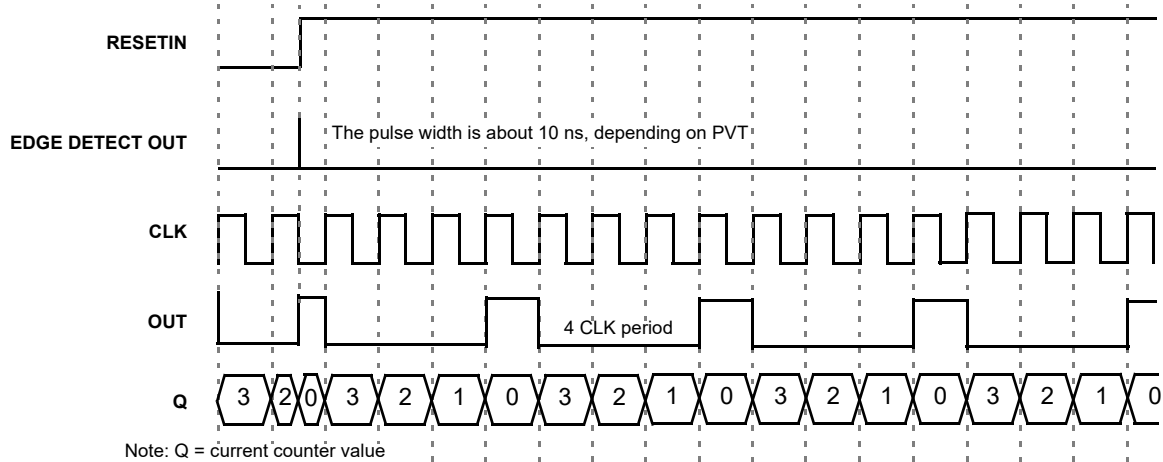 RESETIN
EDGE DETECT OUT
The pulse width is about 10 ns, depending on PVT
CLK
OUT
4 CLK period
Q
3 2 0 3 2 1 0 3 2 1 0 3 2 1 0 3 2 1 0
Note: Q = current counter value